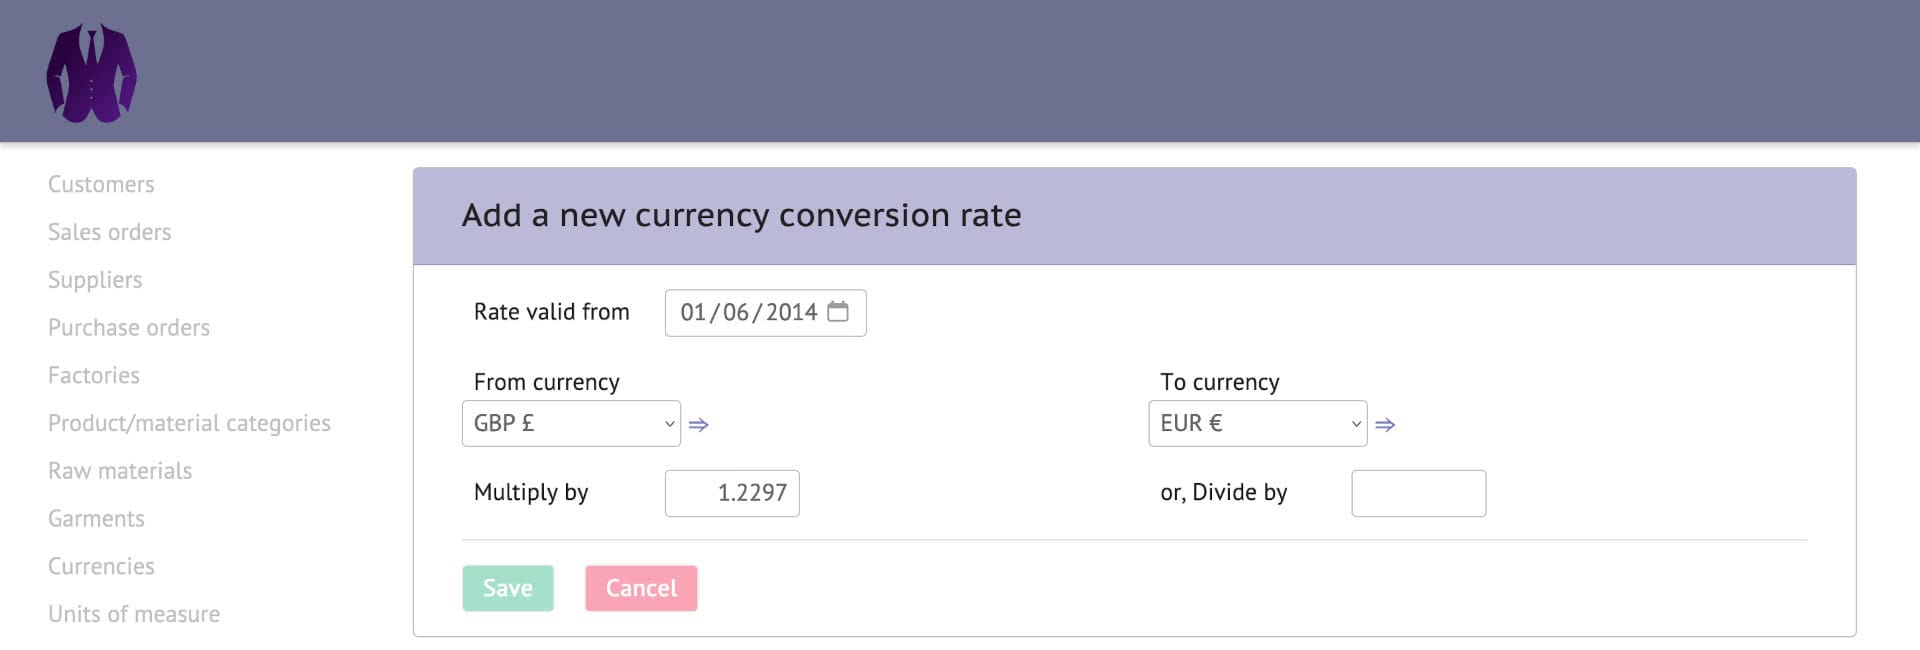 Customers
Sales orders
Suppliers
Purchase orders
Factories
Product/material categories
Raw materials
Garments
Currencies
Units of measure
Add a new currency conversion rate
Rate valid from 01/06/2014
From currency
GBP £
To currency
EUR €
Multiply by 1.2297
or, Divide by
Save Cancel